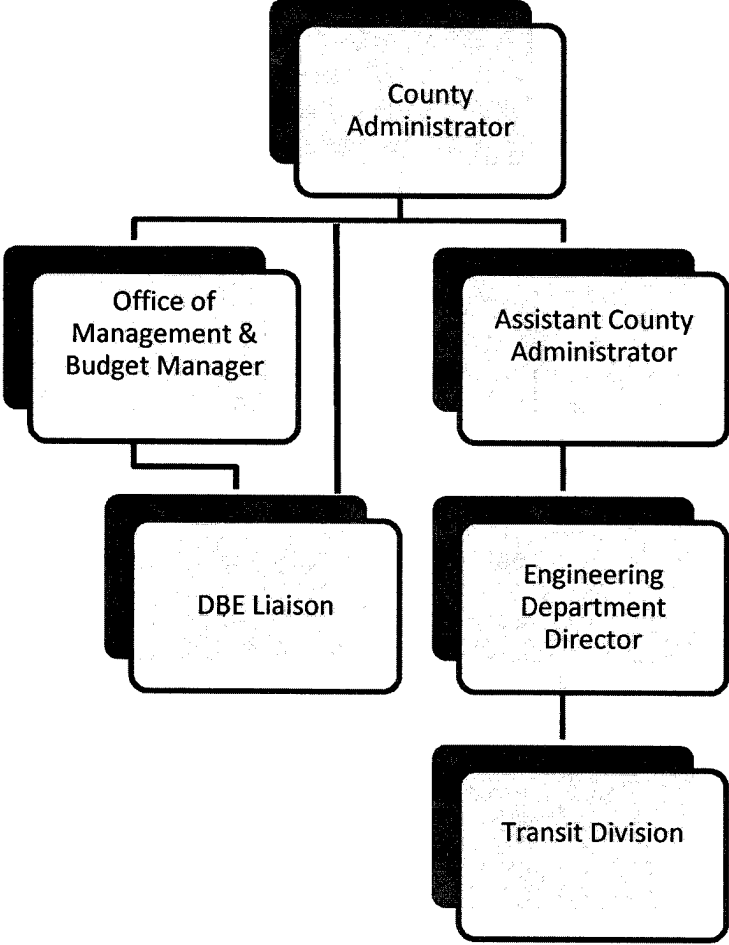 County
Administrator
Office of
Management &
Budget Manager
Assistant County
Administrator
DBE Liaison
Engineering
Department
Director
Transit Division